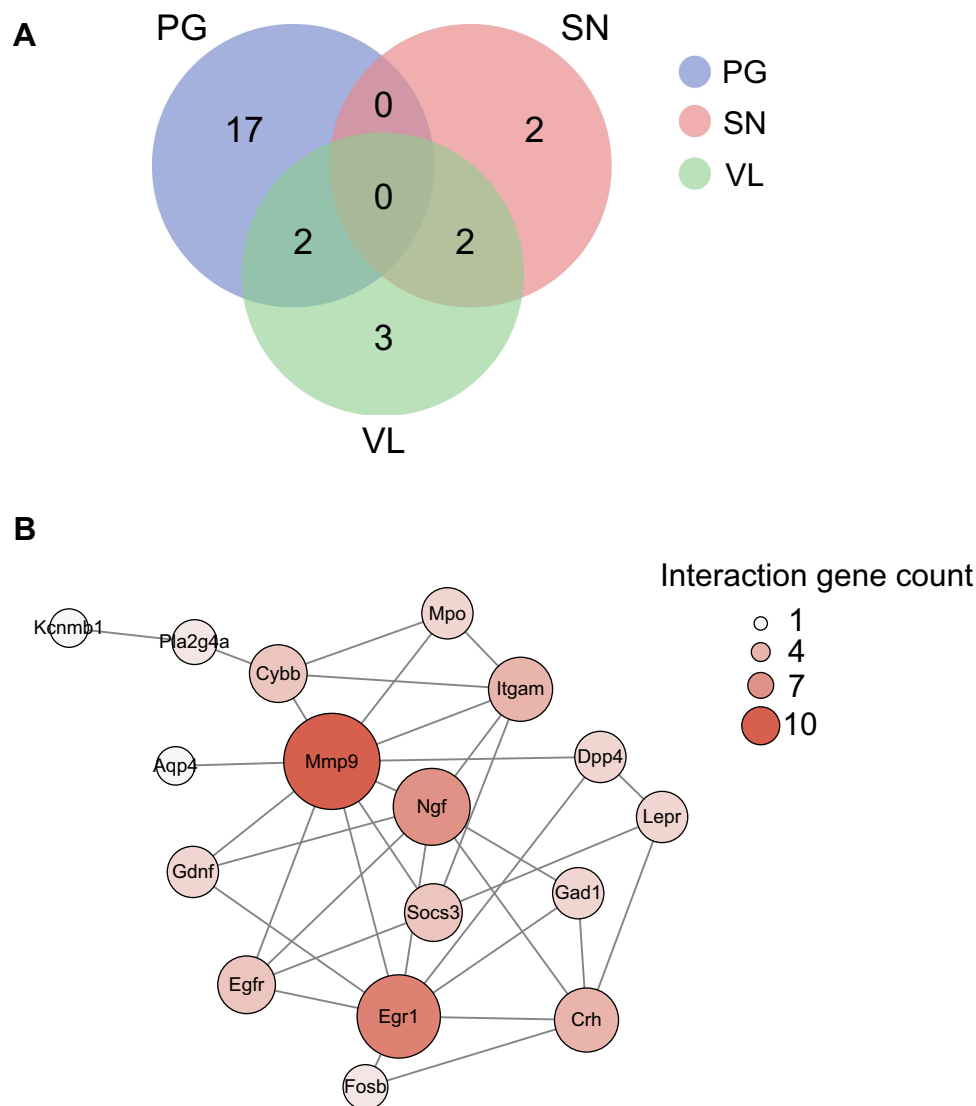 A
PG
SN
17
0
2
0
2
2
3
VL
PG
SN
VL
B
Interaction gene count
1
4
7
10
Kcnmb1
Pla2g4a
Mpo
Cybb
Itgam
Aqp4
Mmp9
Dpp4
Ngf
Lepr
Gdnf
Gad1
Socs3
Egfr
Egr1
Crh
Fosb